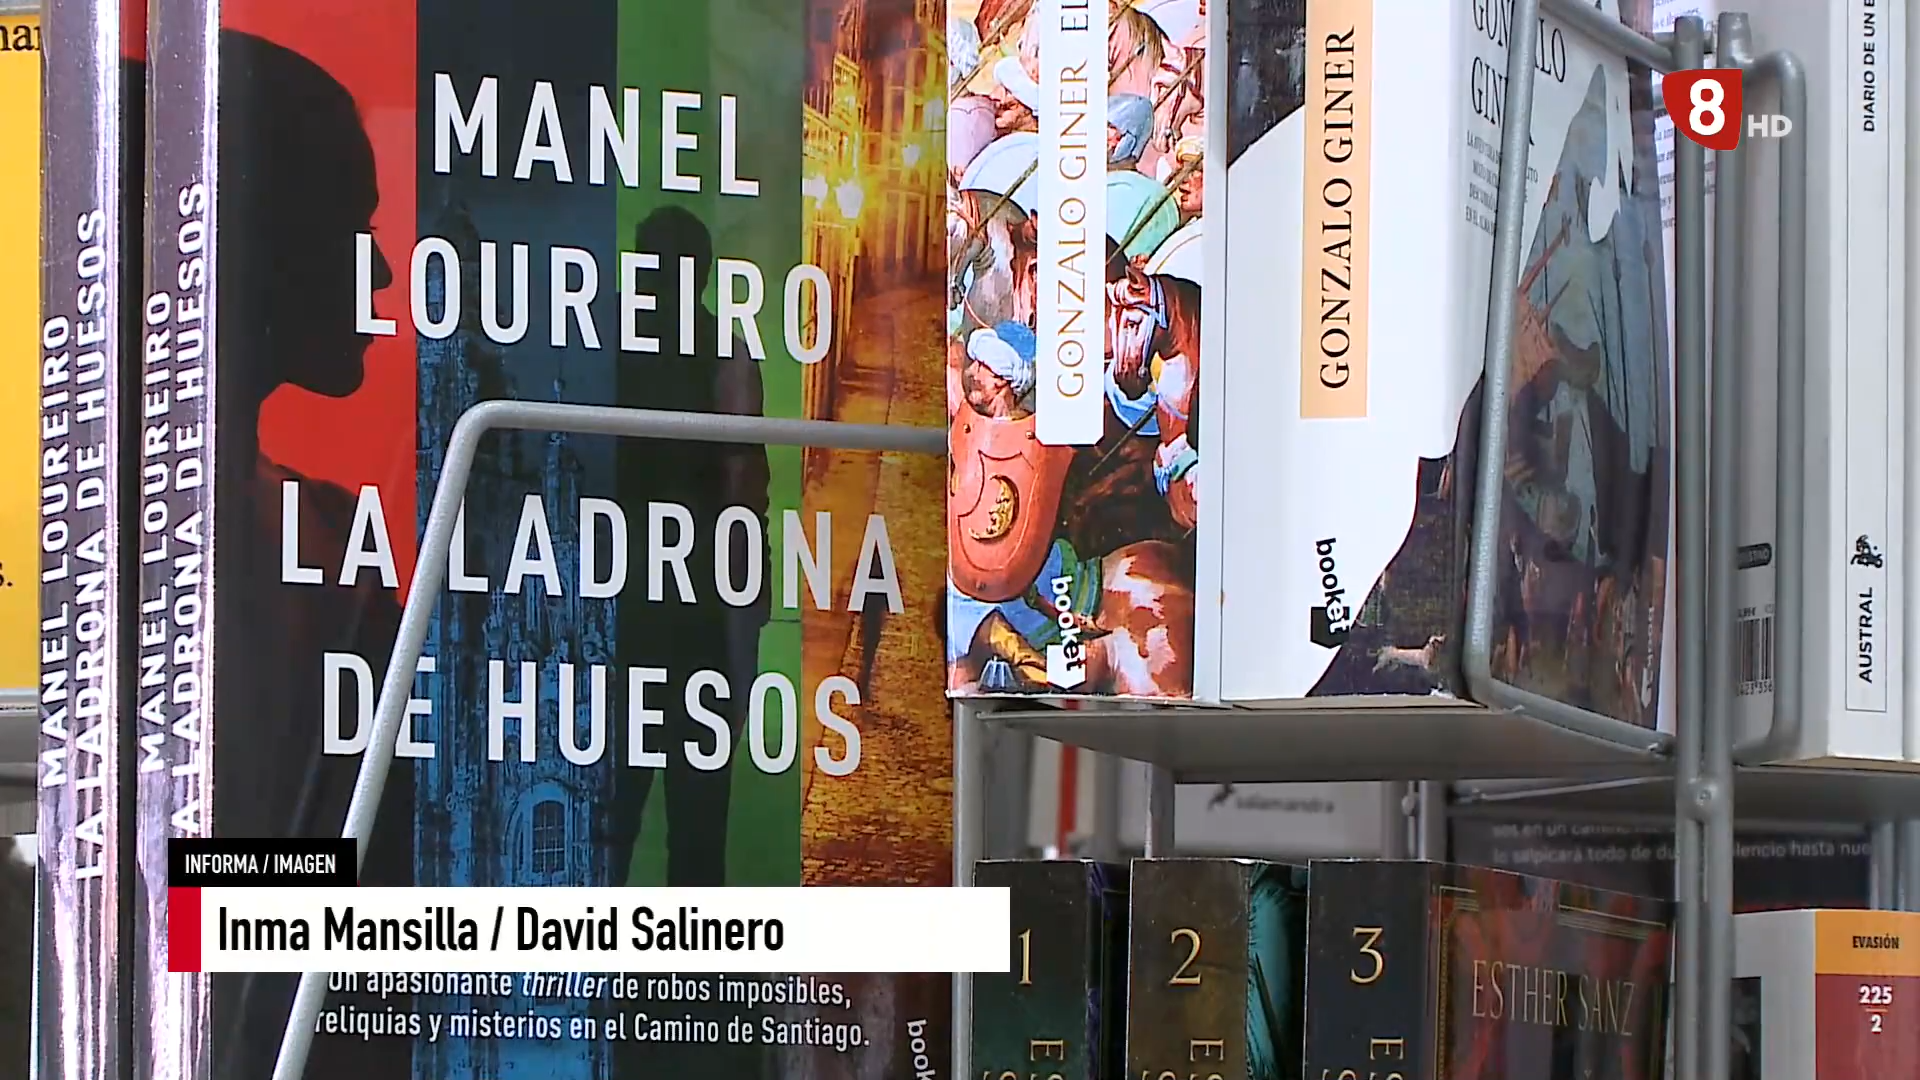 MANEL LOUREIRO
LA LADRONA DE HUESOS
MANEL LOUREIRO
LA LADRONA DE HUESOS
MANEL
LOUREIRO
LA LADRONA
DE HUESOS
Un apasionante thriller de robos imposibles,
reliquias y misterios en el Camino de Santiago.
GONZALO GINER EL
booket
GONZALO GINER
booket
8 HD
DIARIO DE UN
AUSTRAL
salamandra
1
2
3
ESTHER SANZ
EVASIÓN
225
2
INFORMA / IMAGEN
Inma Mansilla / David Salinero